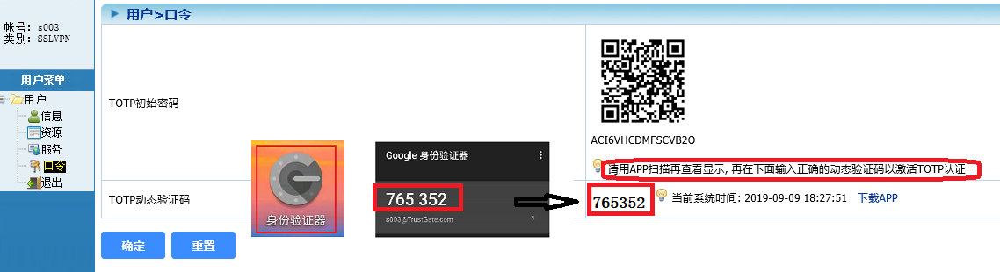 帐号: s003
类别: SSLVPN
用户菜单
用户
信息
资源
服务
口令
退出
用户>口令
TOTP初始密码
ACI6VHCDMFSCVB2O
请用APP扫描再查看显示, 再在下面输入正确的动态验证码以激活TOTP认证
TOTP动态验证码
身份验证器
Google 身份验证器
765 352
s003@TrustGate.com
765352
当前系统时间: 2019-09-09 18:27:51 下载APP
确定
重置